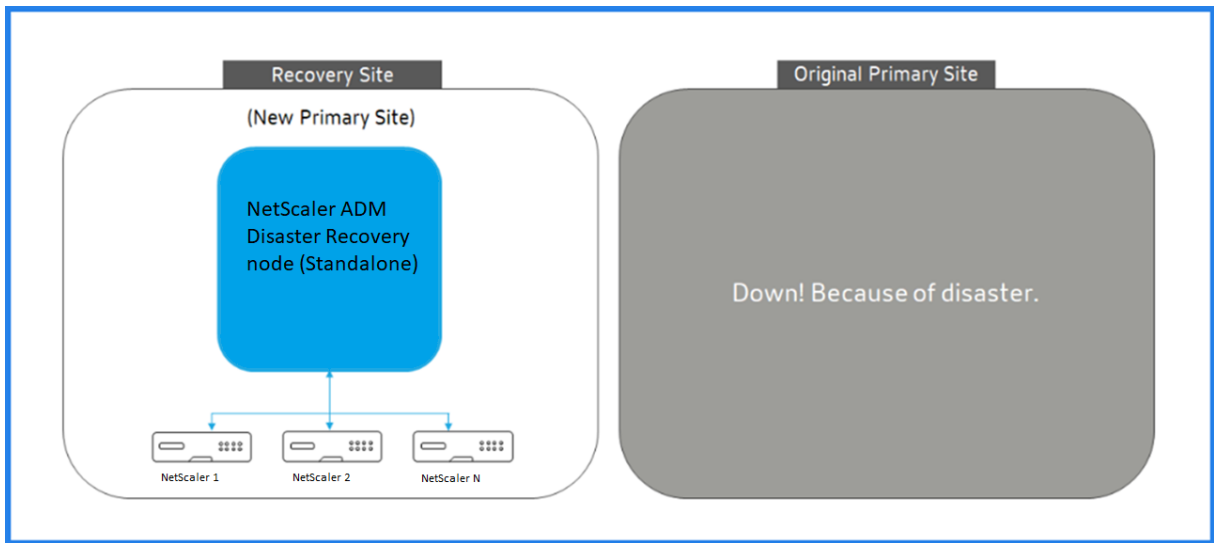 Recovery Site
(New Primary Site)
NetScaler ADM
Disaster Recovery
node (Standalone)
NetScaler 1
NetScaler 2
NetScaler N
Original Primary Site
Down! Because of disaster.